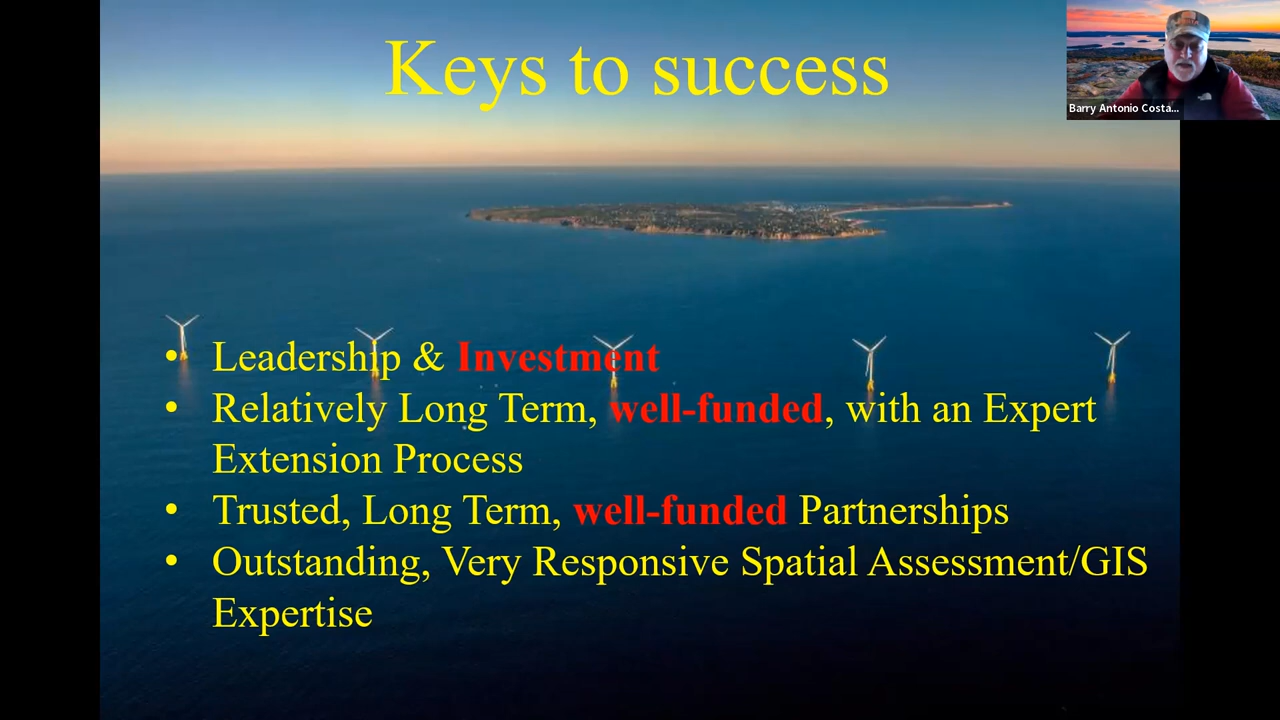 Keys to success
Barry Antonio Costa...
• Leadership & Investment
• Relatively Long Term, well-funded, with an Expert
Extension Process
• Trusted, Long Term, well-funded Partnerships
• Outstanding, Very Responsive Spatial Assessment/GIS
Expertise